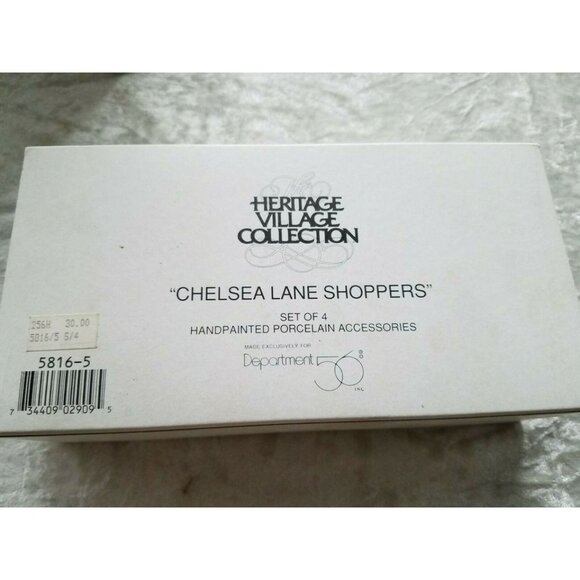 The
HERITAGE
VILLAGE
COLLECTION
"CHELSEA LANE SHOPPERS"
SET OF 4
HANDPAINTED PORCELAIN ACCESSORIES
MADE EXCLUSIVELY FOR
Department 56 INC.
256H 30.00
5816/5 S/4
5816-5
7 34409 02909 5